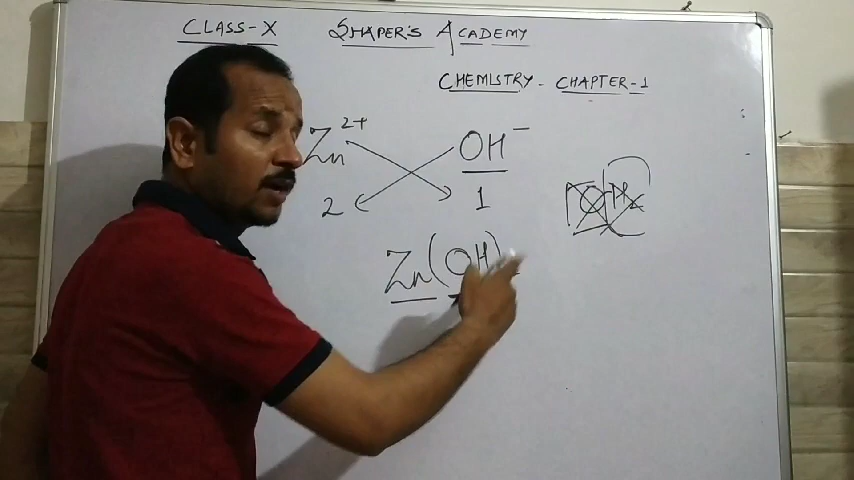 CLASS-X SHAPER'S ACADEMY
CHEMISTRY - CHAPTER-1
Zn2+ OH-
2 1
Zn(OH)